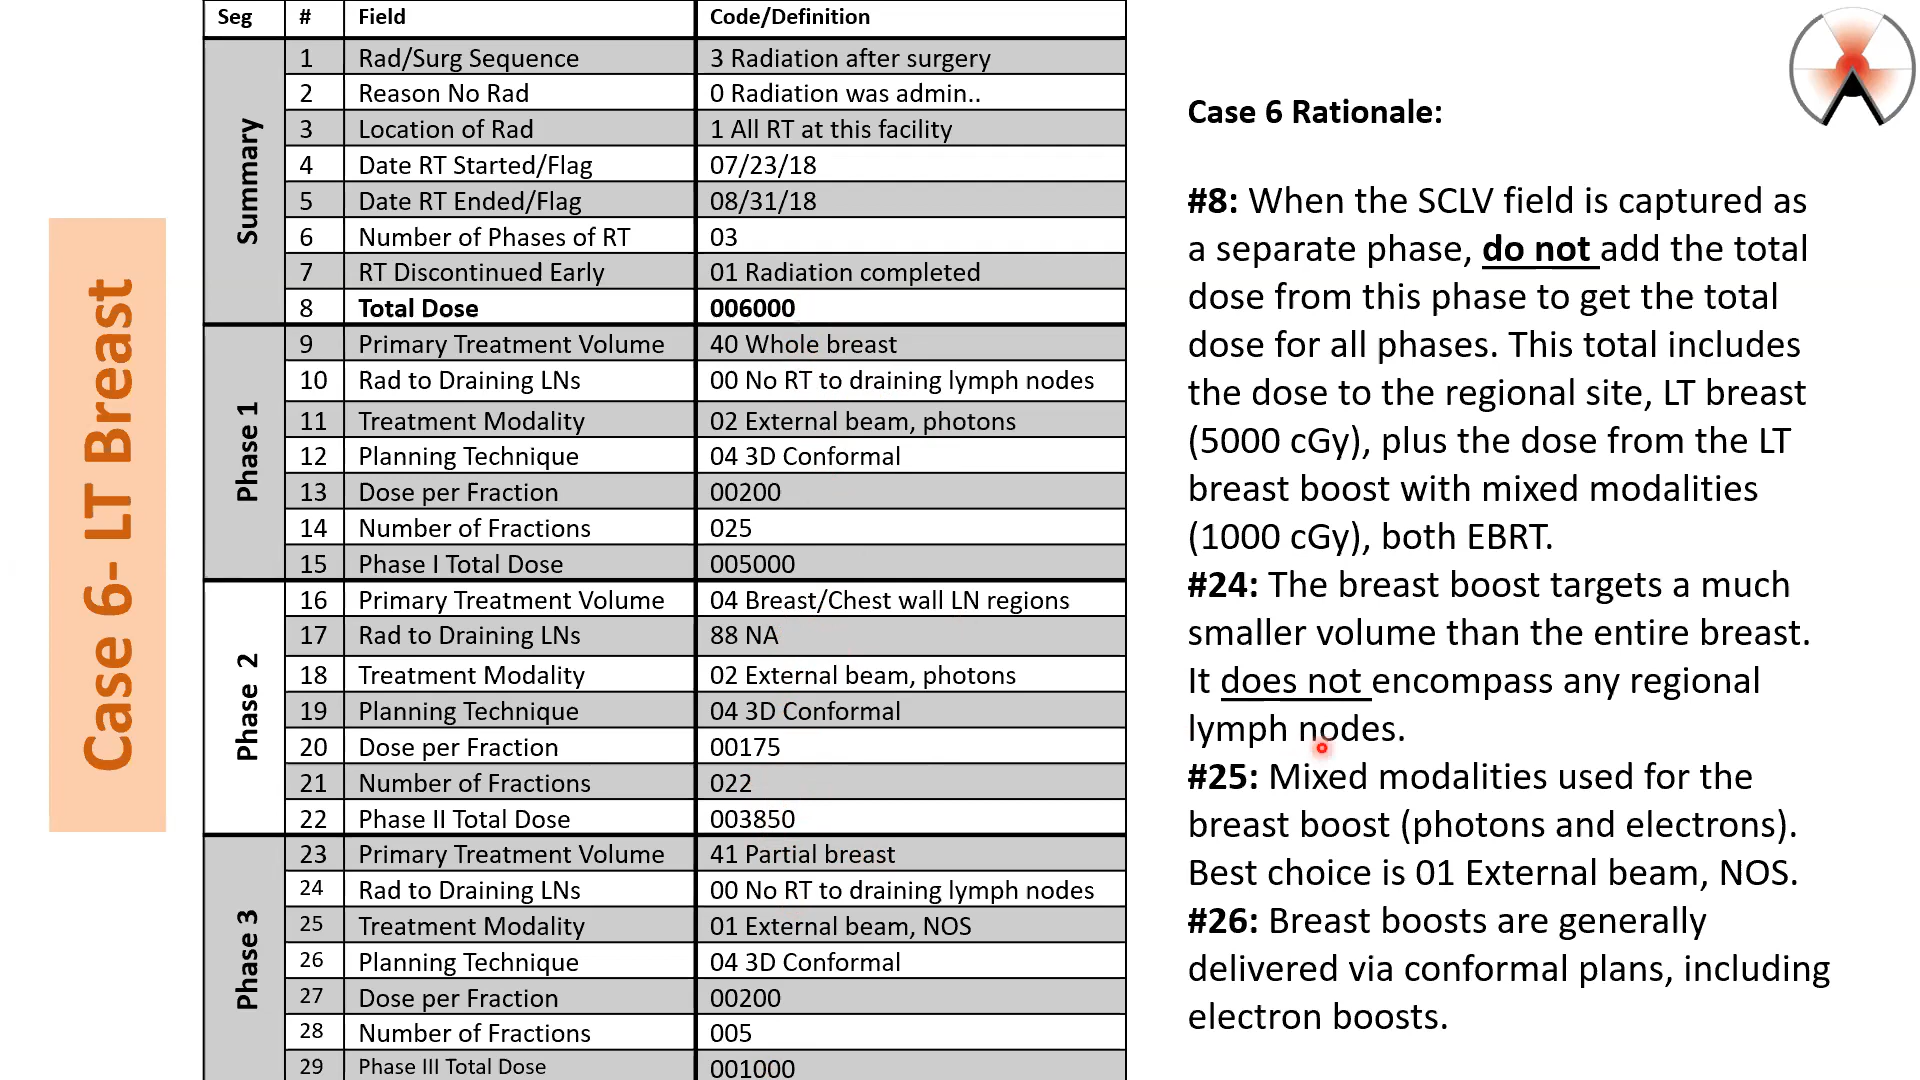 Case 6- LT Breast
Seg # Field Code/Definition
Summary
1 Rad/Surg Sequence 3 Radiation after surgery
2 Reason No Rad 0 Radiation was admin..
3 Location of Rad 1 All RT at this facility
4 Date RT Started/Flag 07/23/18
5 Date RT Ended/Flag 08/31/18
6 Number of Phases of RT 03
7 RT Discontinued Early 01 Radiation completed
8 Total Dose 006000
Phase 1
9 Primary Treatment Volume 40 Whole breast
10 Rad to Draining LNs 00 No RT to draining lymph nodes
11 Treatment Modality 02 External beam, photons
12 Planning Technique 04 3D Conformal
13 Dose per Fraction 00200
14 Number of Fractions 025
15 Phase I Total Dose 005000
Phase 2
16 Primary Treatment Volume 04 Breast/Chest wall LN regions
17 Rad to Draining LNs 88 NA
18 Treatment Modality 02 External beam, photons
19 Planning Technique 04 3D Conformal
20 Dose per Fraction 00175
21 Number of Fractions 022
22 Phase II Total Dose 003850
Phase 3
23 Primary Treatment Volume 41 Partial breast
24 Rad to Draining LNs 00 No RT to draining lymph nodes
25 Treatment Modality 01 External beam, NOS
26 Planning Technique 04 3D Conformal
27 Dose per Fraction 00200
28 Number of Fractions 005
29 Phase III Total Dose 001000
Case 6 Rationale:
#8: When the SCLV field is captured as
a separate phase, do not add the total
dose from this phase to get the total
dose for all phases. This total includes
the dose to the regional site, LT breast
(5000 cGy), plus the dose from the LT
breast boost with mixed modalities
(1000 cGy), both EBRT.
#24: The breast boost targets a much
smaller volume than the entire breast.
It does not encompass any regional
lymph nodes.
#25: Mixed modalities used for the
breast boost (photons and electrons).
Best choice is 01 External beam, NOS.
#26: Breast boosts are generally
delivered via conformal plans, including
electron boosts.